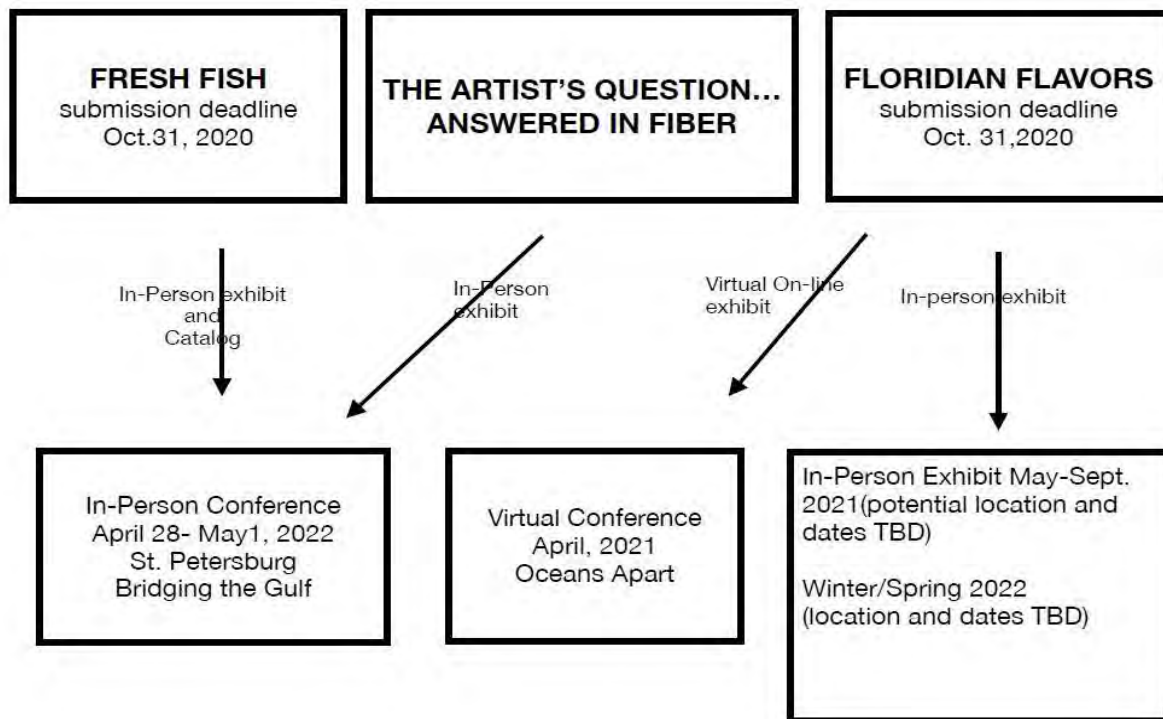 FRESH FISH
submission deadline
Oct.31, 2020
THE ARTIST'S QUESTION...
ANSWERED IN FIBER
FLORIDIAN FLAVORS
submission deadline
Oct. 31,2020
In-Person exhibit
and
Catalog
In-Person
exhibit
Virtual On-line
exhibit
In-person exhibit
In-Person Conference
April 28- May1, 2022
St. Petersburg
Bridging the Gulf
Virtual Conference
April, 2021
Oceans Apart
In-Person Exhibit May-Sept.
2021(potential location and
dates TBD)
Winter/Spring 2022
(location and dates TBD)